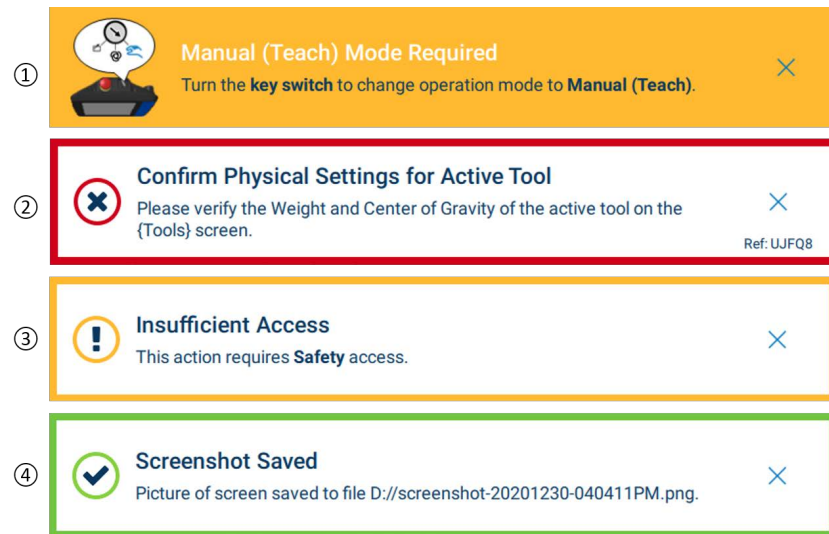 ①
Manual (Teach) Mode Required
Turn the key switch to change operation mode to Manual (Teach).
②
Confirm Physical Settings for Active Tool
Please verify the Weight and Center of Gravity of the active tool on the
{Tools} screen.
Ref: UJFQ8
③
Insufficient Access
This action requires Safety access.
④
Screenshot Saved
Picture of screen saved to file D://screenshot-20201230-040411PM.png.